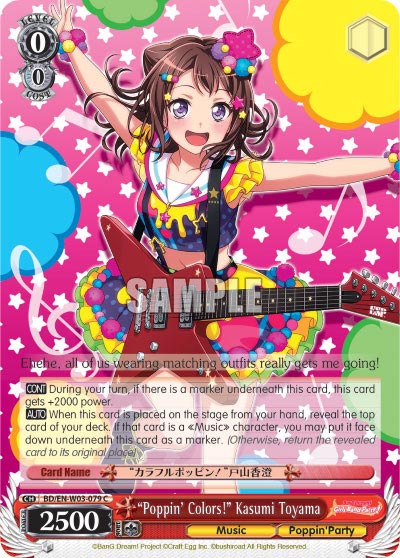 LEVEL
0
0
COST
SAMPLE
Ehehe, all of us wearing matching outfits really gets me going!
CONT During your turn, if there is a marker underneath this card, this card
gets +2000 power.
AUTO When this card is placed on the stage from your hand, reveal the top
card of your deck. If that card is a «Music» character, you may put it face
down underneath this card as a marker. (Otherwise, return the revealed
card to its original place)
Card Name
“カラフルポッピン!”戸山香澄
CH BD/EN-W03-079 C
POWER
2500
“Poppin' Colors!” Kasumi Toyama
Music
Poppin'Party
©BanG Dream! Project ©Craft Egg Inc. ©bushiroad All Rights Reserved.